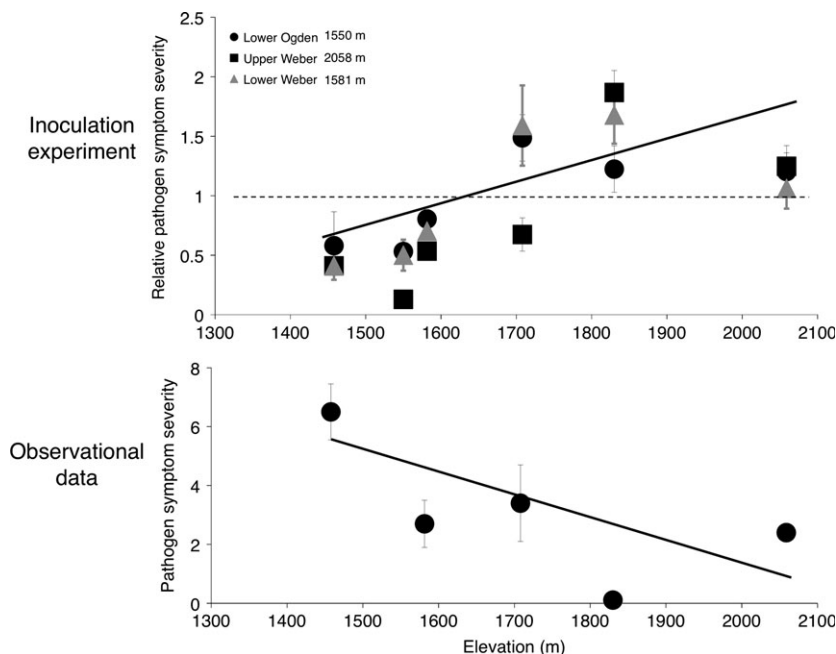 Inoculation
experiment
Relative pathogen symptom severity
2.5
2
1.5
1
0.5
0
Lower Ogden 1550 m
Upper Weber 2058 m
Lower Weber 1581 m
1300 1400 1500 1600 1700 1800 1900 2000 2100
Observational
data
Pathogen symptom severity
8
6
4
2
0
1300 1400 1500 1600 1700 1800 1900 2000 2100
Elevation (m)